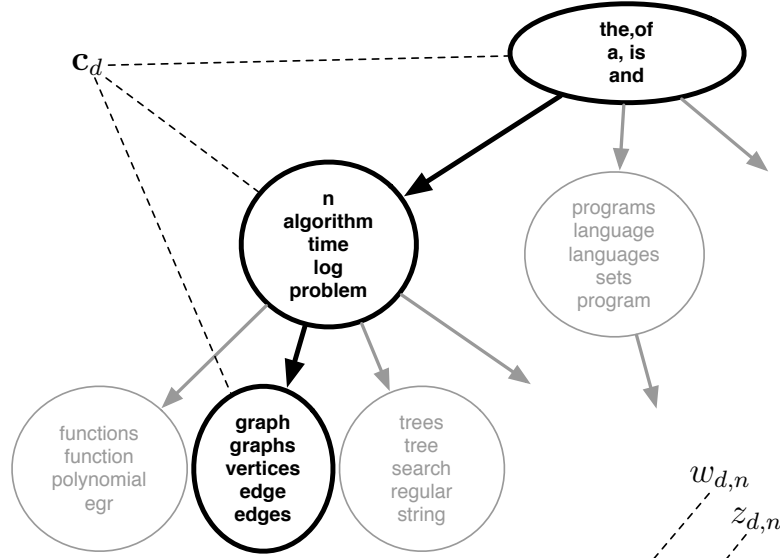 the,of
a, is
and
c_d
n
algorithm
time
log
problem
programs
language
languages
sets
program
functions
function
polynomial
egr
graph
graphs
vertices
edge
edges
trees
tree
search
regular
string
w_{d,n}
z_{d,n}